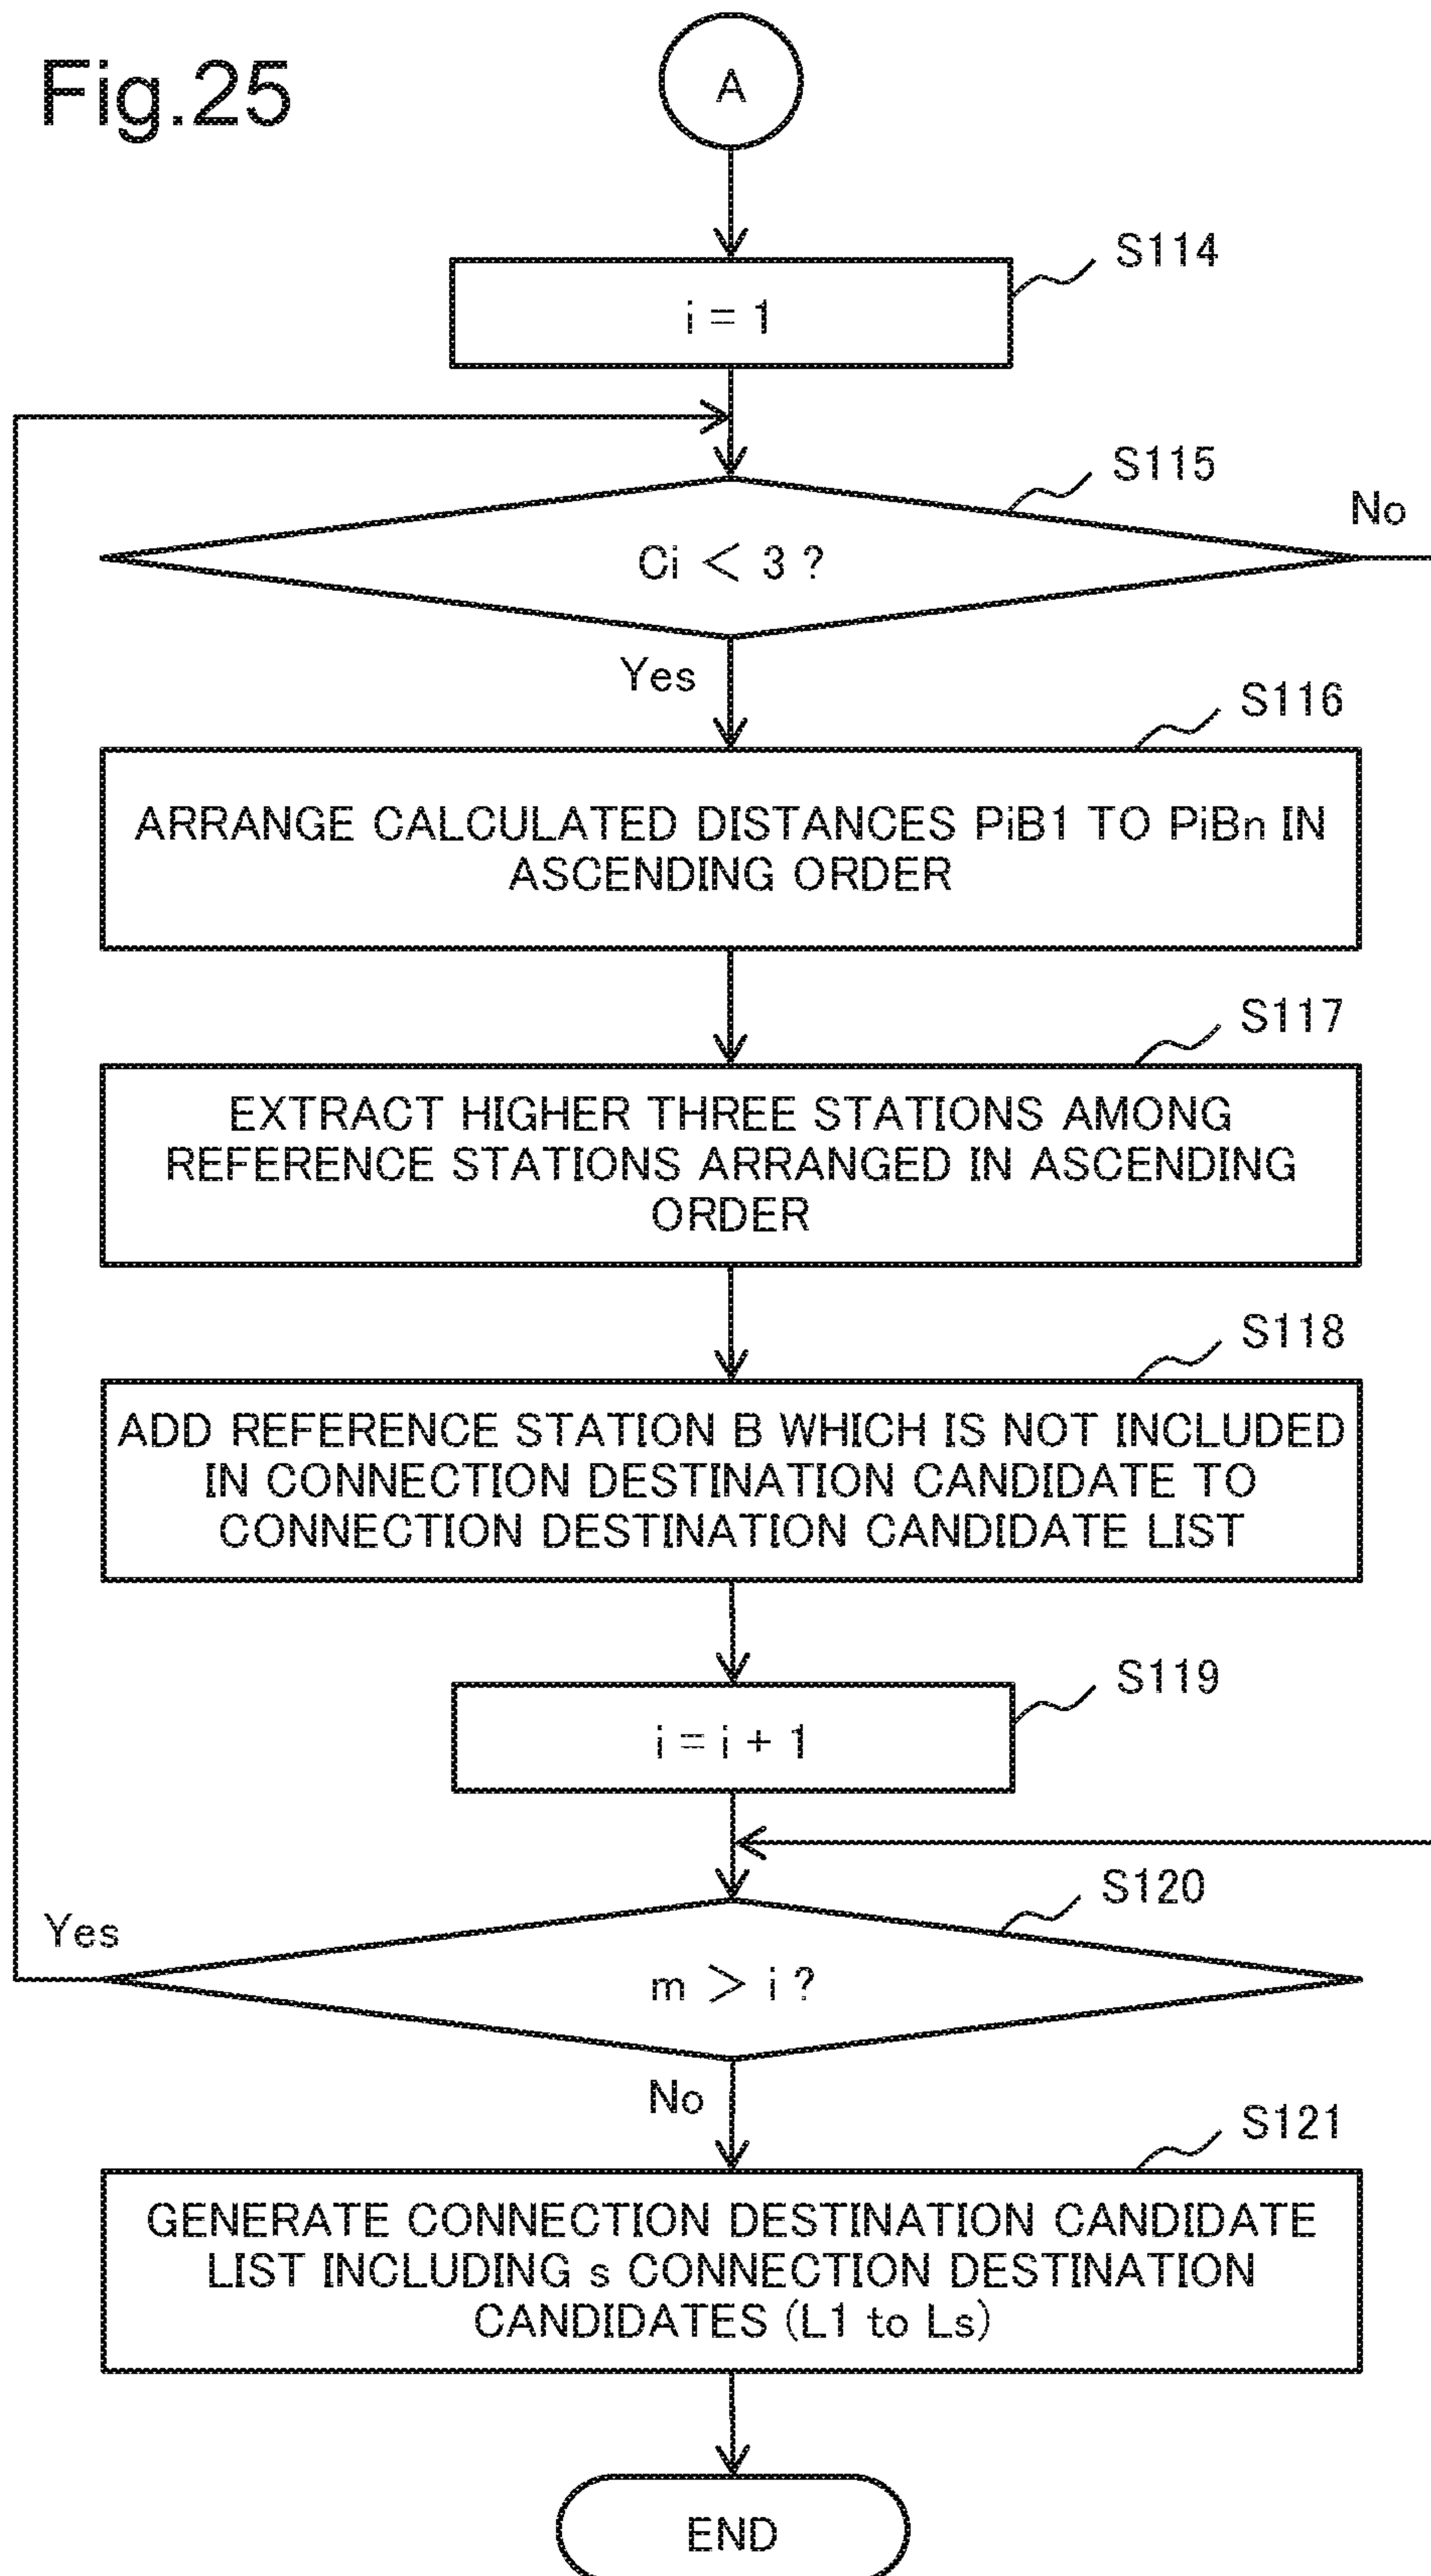 Fig.25
A
S114
i = 1
S115
No
Ci < 3 ?
Yes
S116
ARRANGE CALCULATED DISTANCES PiB1 TO PiBn IN
ASCENDING ORDER
S117
EXTRACT HIGHER THREE STATIONS AMONG
REFERENCE STATIONS ARRANGED IN ASCENDING
ORDER
S118
ADD REFERENCE STATION B WHICH IS NOT INCLUDED
IN CONNECTION DESTINATION CANDIDATE TO
CONNECTION DESTINATION CANDIDATE LIST
S119
i = i + 1
S120
Yes
m > i ?
No
S121
GENERATE CONNECTION DESTINATION CANDIDATE
LIST INCLUDING s CONNECTION DESTINATION
CANDIDATES (L1 to Ls)
END